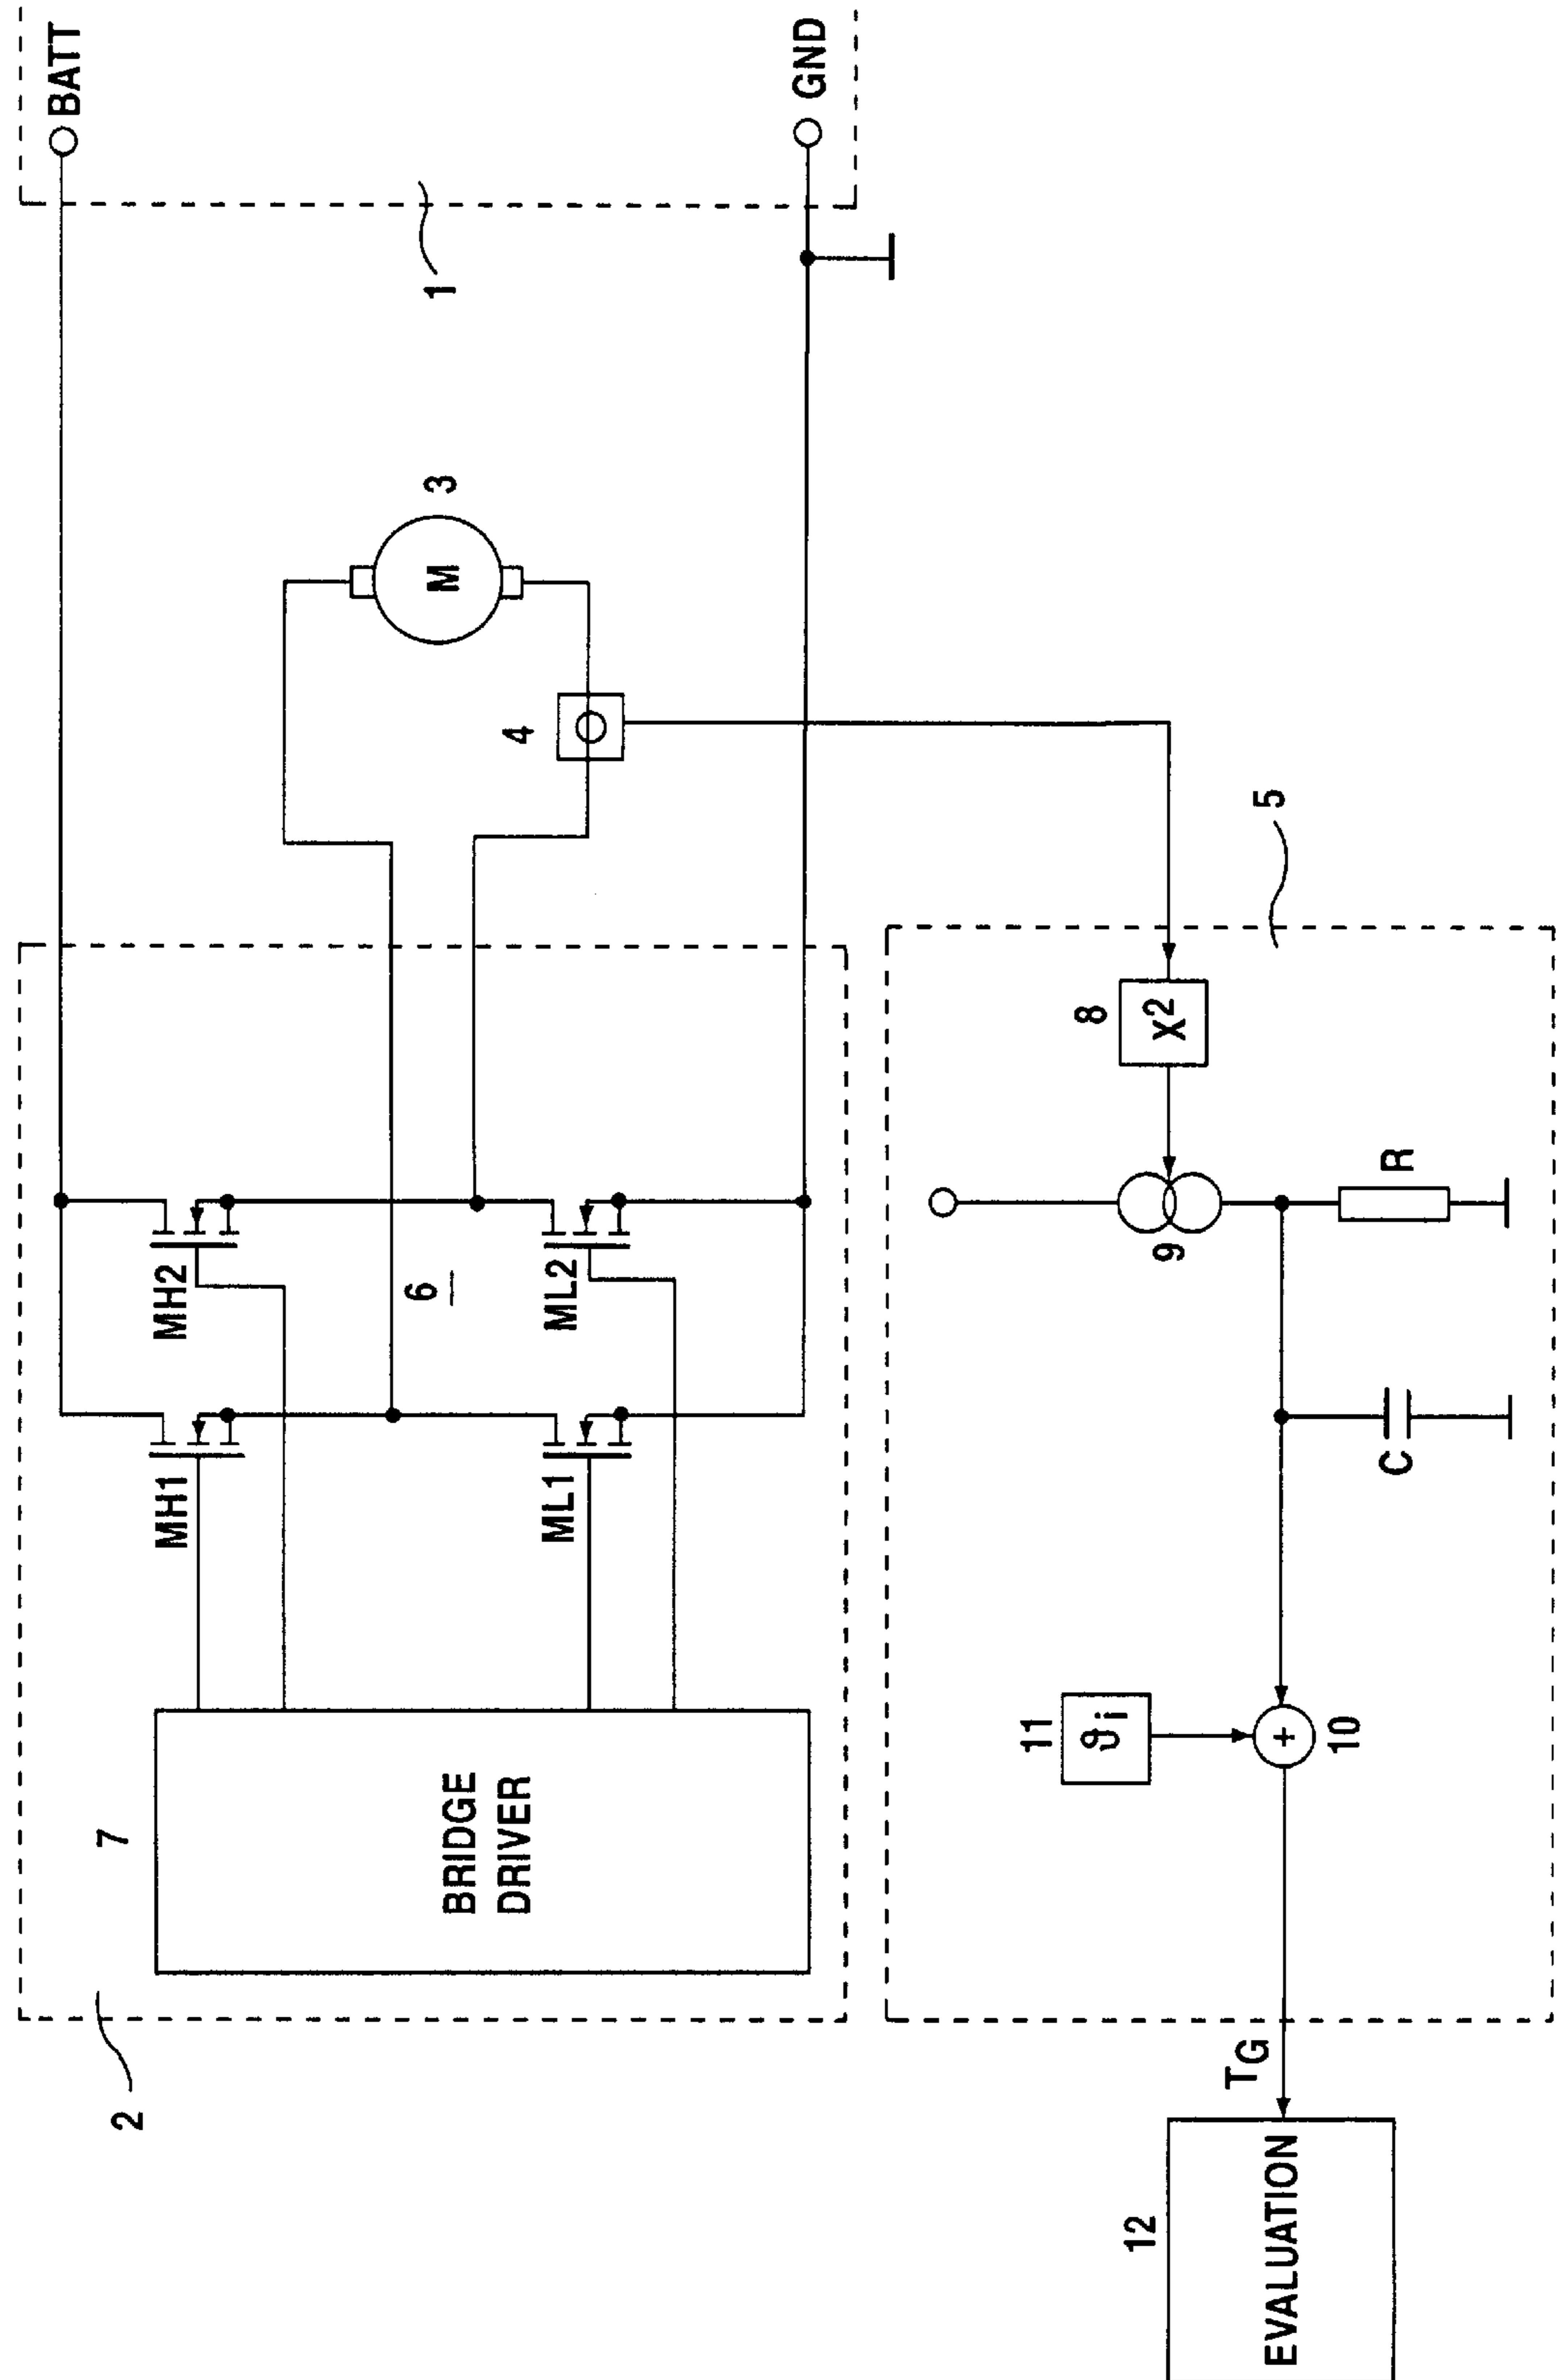 2
7
BRIDGE
DRIVER
MH1
MH2
6
ML1
ML2
3
M
4
1
BATT
GND
12
EVALUATION
TG
11
ϑi
10
+
C
9
R
8
X²
5